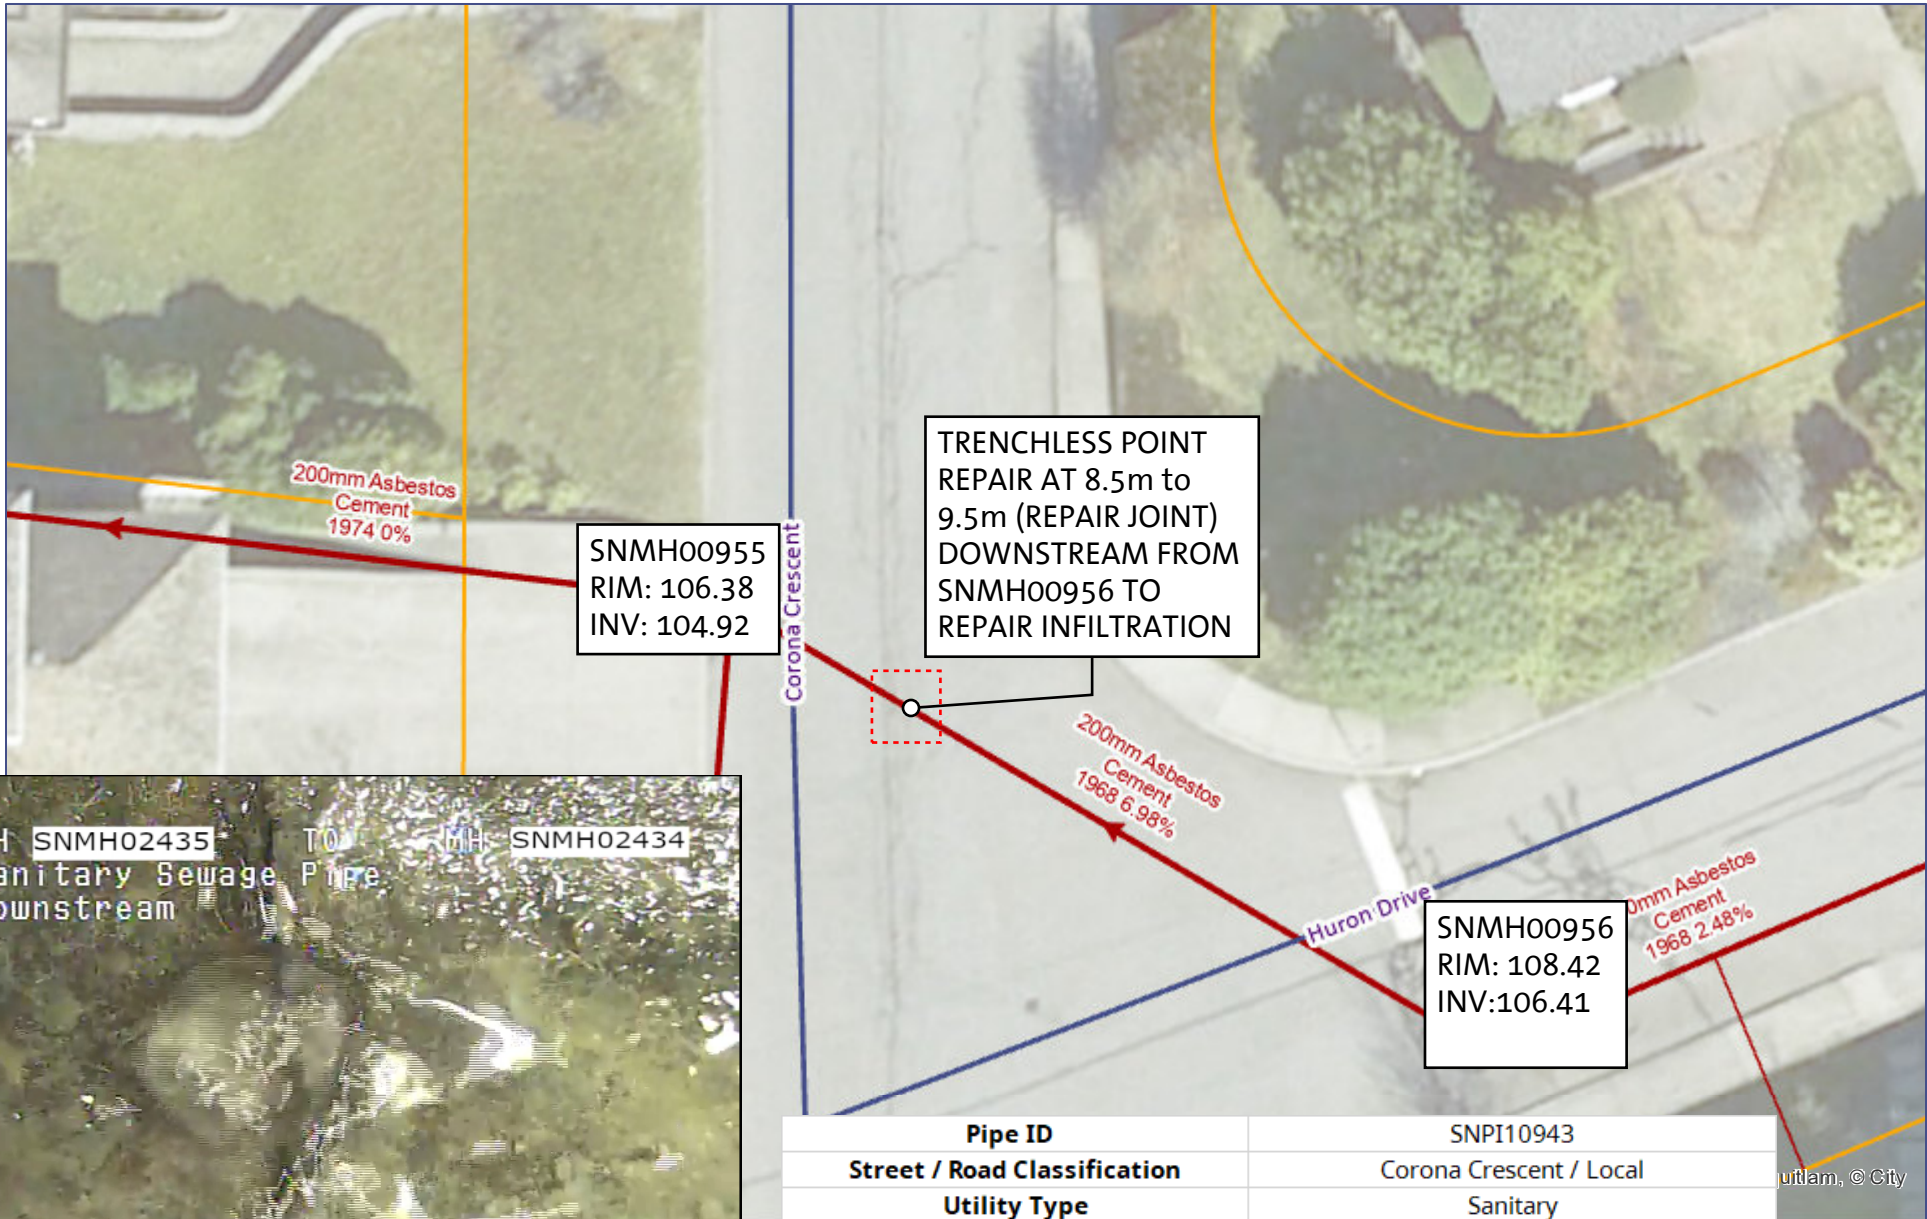 200mm Asbestos
Cement
1974 0%
SNMH00955
RIM: 106.38
INV: 104.92
Corona Crescent
TRENCHLESS POINT
REPAIR AT 8.5m to
9.5m (REPAIR JOINT)
DOWNSTREAM FROM
SNMH00956 TO
REPAIR INFILTRATION
200mm Asbestos
Cement
1968 6.98%
Huron Drive
SNMH00956
RIM: 108.42
INV:106.41
0mm Asbestos
Cement
1968 2.48%
H SNMH02435 TO MH SNMH02434
anitary Sewage Pipe
ownstream
Pipe ID SNPI10943
Street / Road Classification Corona Crescent / Local
Utility Type Sanitary
uitlam, © City